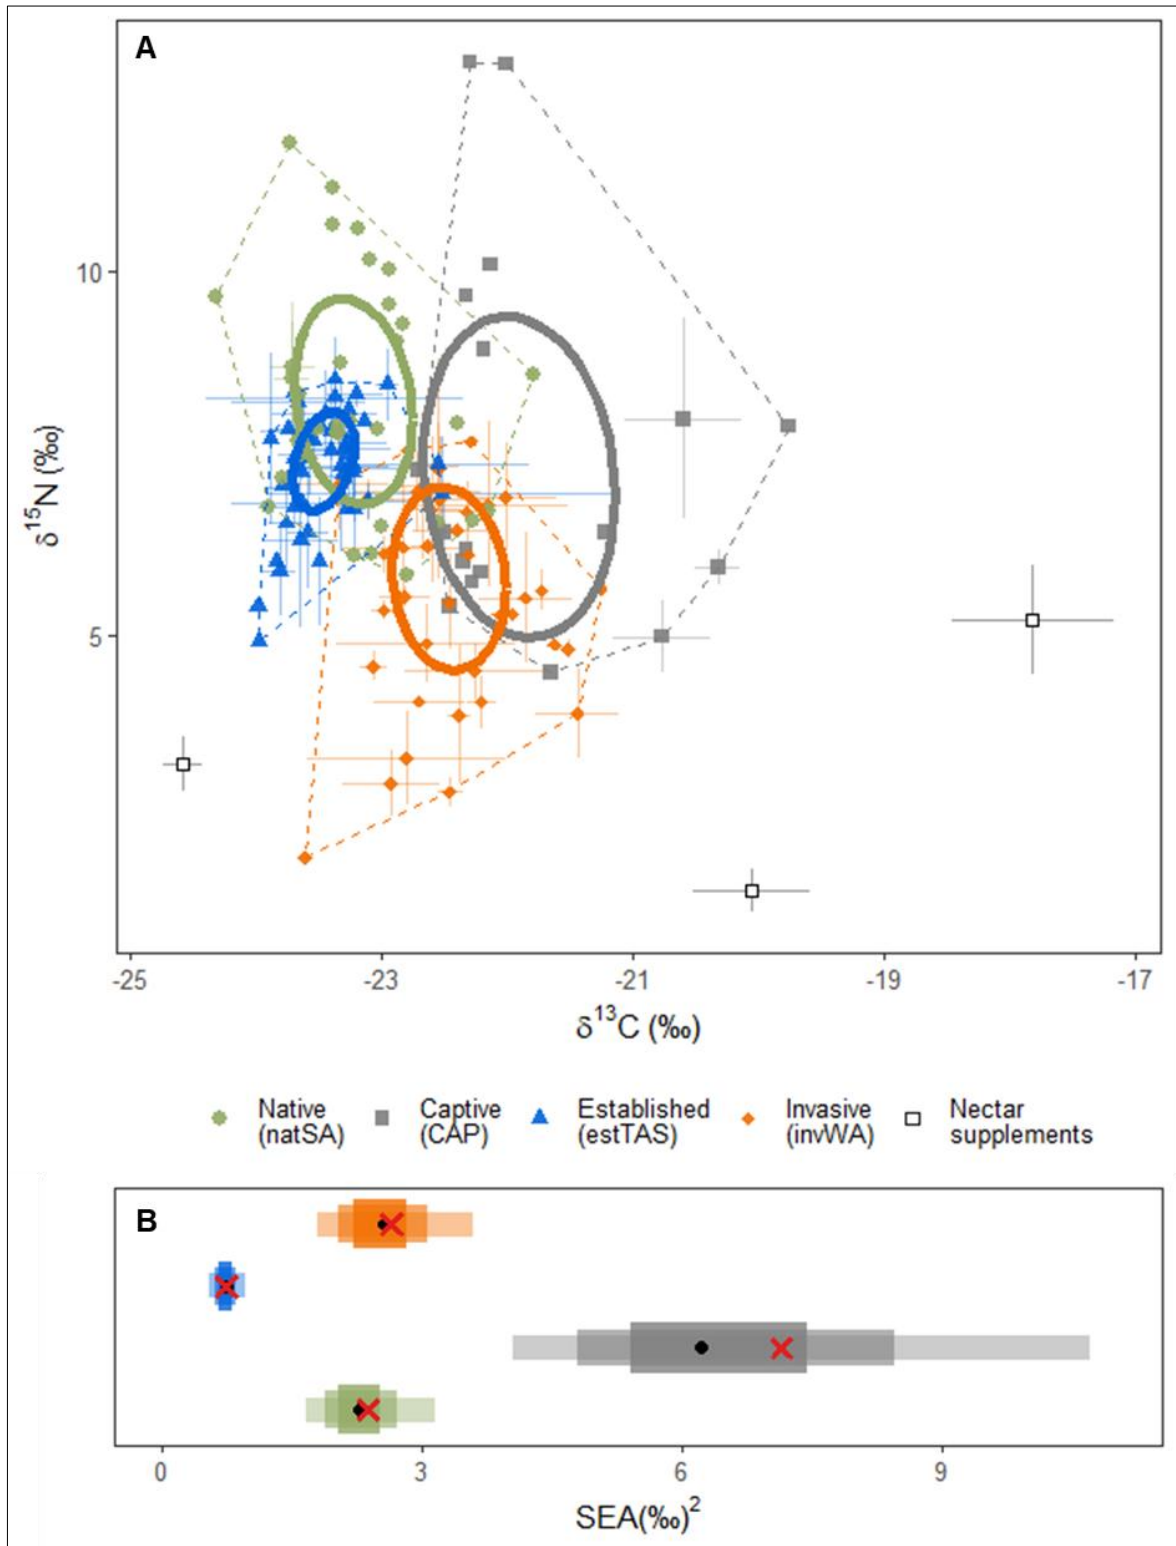 A
10
5
δ15N (‰)
-25 -23 -21 -19 -17
δ13C (‰)
Native (natSA)
Captive (CAP)
Established (estTAS)
Invasive (invWA)
Nectar supplements
B
0 3 6 9
SEA(‰)2